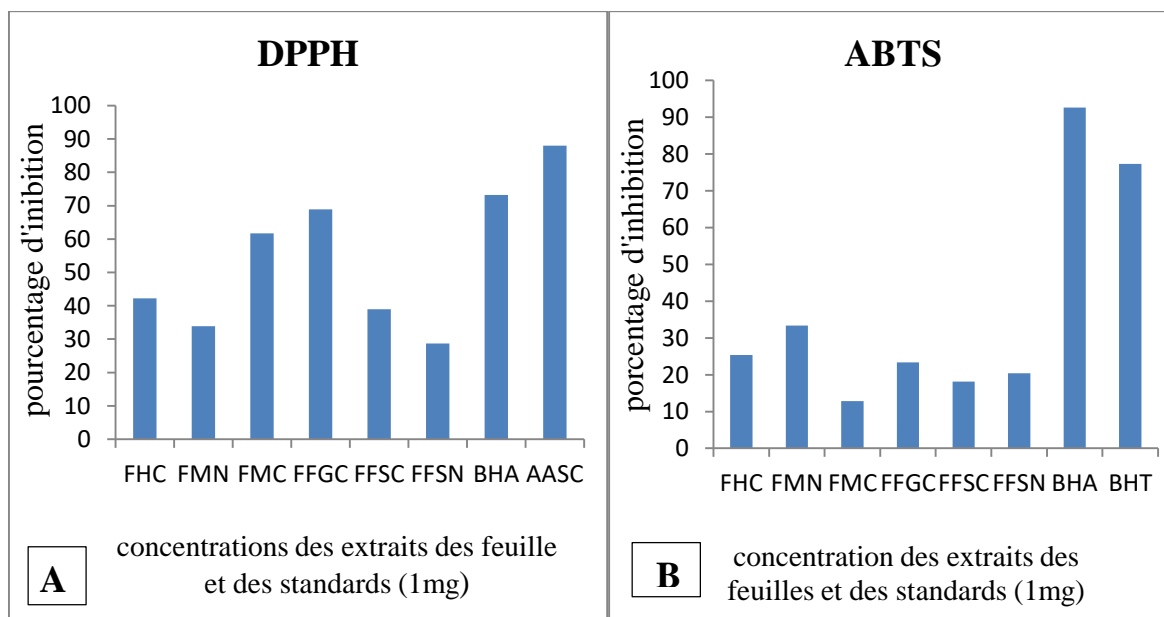 DPPH
pourcentage d'inibition
100
90
80
70
60
50
40
30
20
10
0
FHC FMN FMC FFGC FFSC FFSN BHA AASC
A
concentrations des extraits des feuille
et des standards (1mg)
ABTS
porcentage d'inhibition
100
90
80
70
60
50
40
30
20
10
0
FHC FMN FMC FFGC FFSC FFSN BHA BHT
B
concentration des extraits des
feuilles et des standards (1mg)